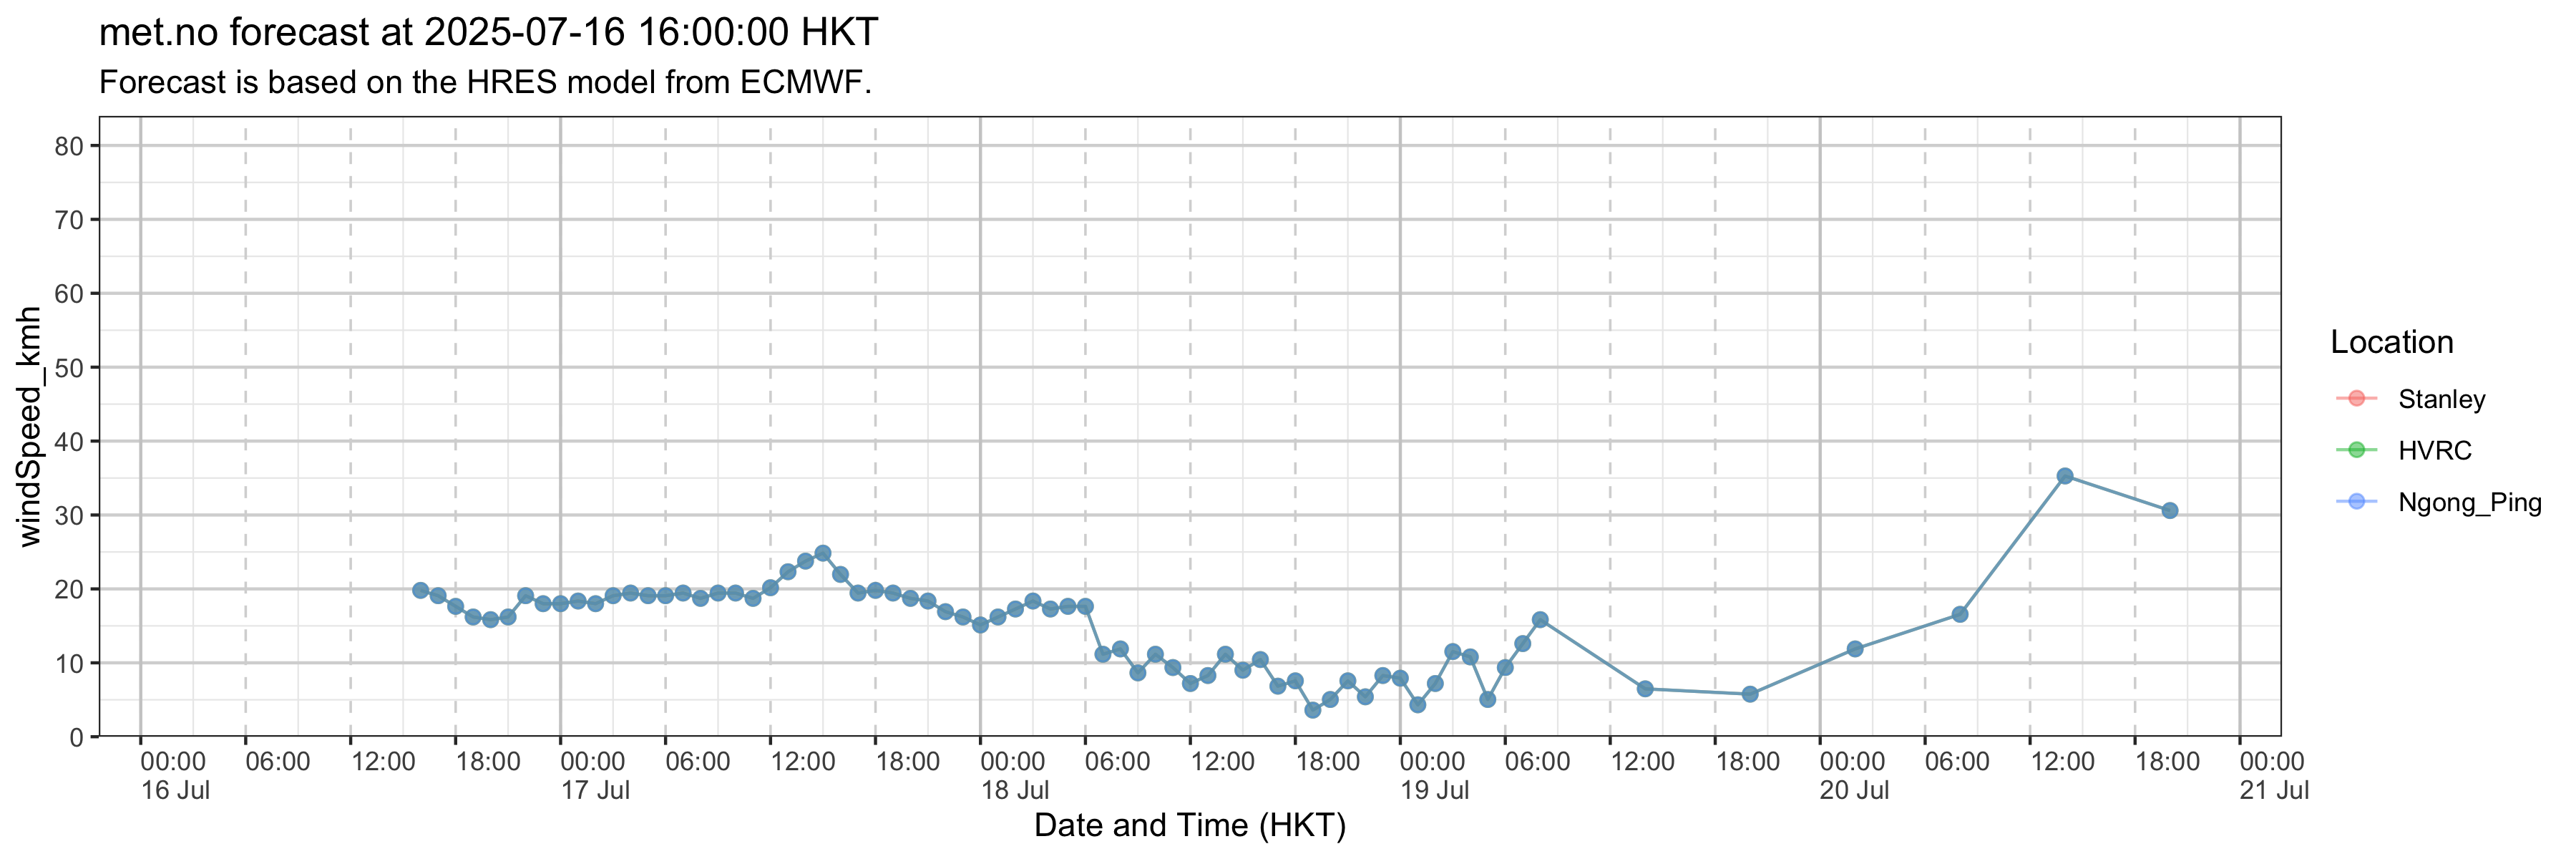 met.no forecast at 2025-07-16 16:00:00 HKT
Forecast is based on the HRES model from ECMWF.
windSpeed_kmh
80
70
60
50
40
30
20
10
0
00:00 06:00 12:00 18:00 00:00 06:00 12:00 18:00 00:00 06:00 12:00 18:00 00:00 06:00 12:00 18:00 00:00 06:00 12:00 18:00 00:00
16 Jul 17 Jul 18 Jul 19 Jul 20 Jul 21 Jul
Date and Time (HKT)
Location
Stanley
HVRC
Ngong_Ping